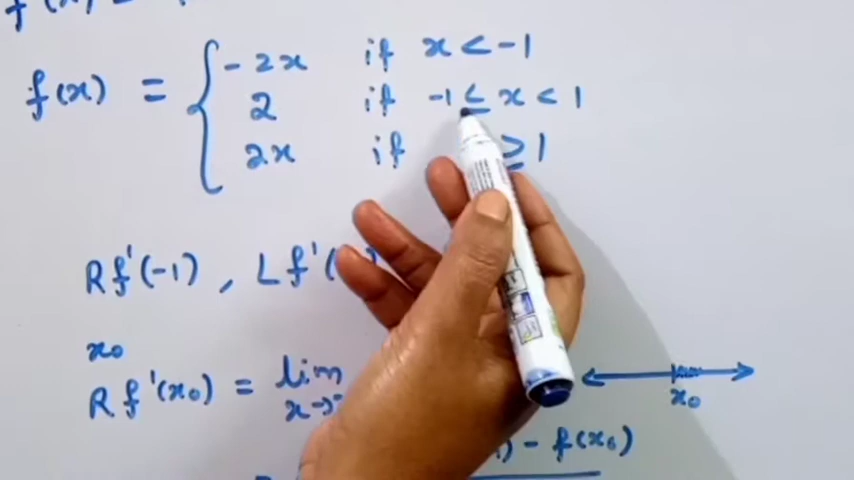 f(x) = { -2x if x < -1
2 if -1 ≤ x < 1
2x if ≥ 1
Rf'(-1) , Lf'(
x₀
Rf'(x₀) = lim
x→
x₀
) - f(x₀)